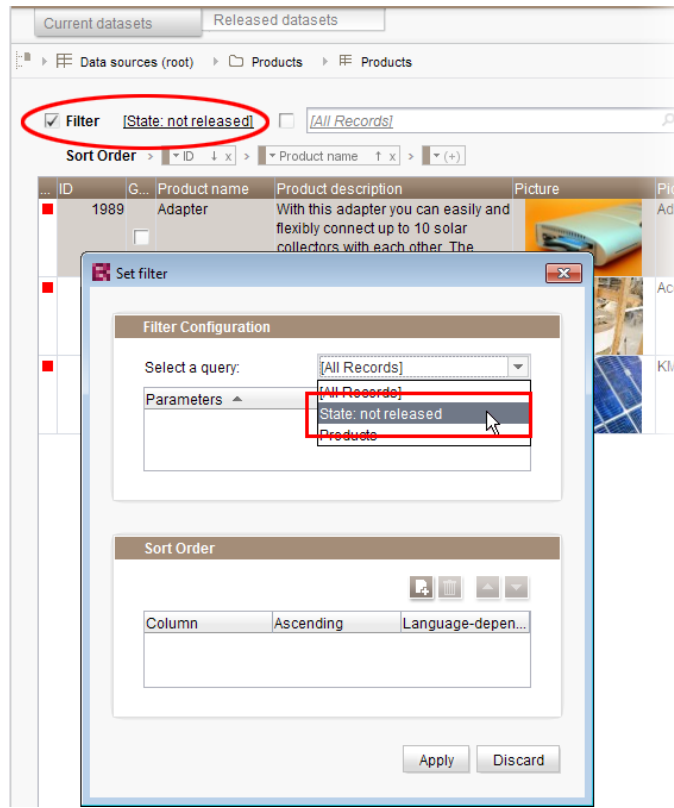 Current datasets
Released datasets
Data sources (root)
Products
Products
Filter
[State: not released]
[All Records]
Sort Order > ID ↓ x > Product name ↑ x > (+)
... ID G... Product name Product description Picture
1989 Adapter With this adapter you can easily and
flexibly connect up to 10 solar
collectors with each other. The
Set filter
Filter Configuration
Select a query: [All Records]
[All Records]
Parameters
State: not released
Products
Sort Order
Column Ascending Language-depen...
Apply Discard